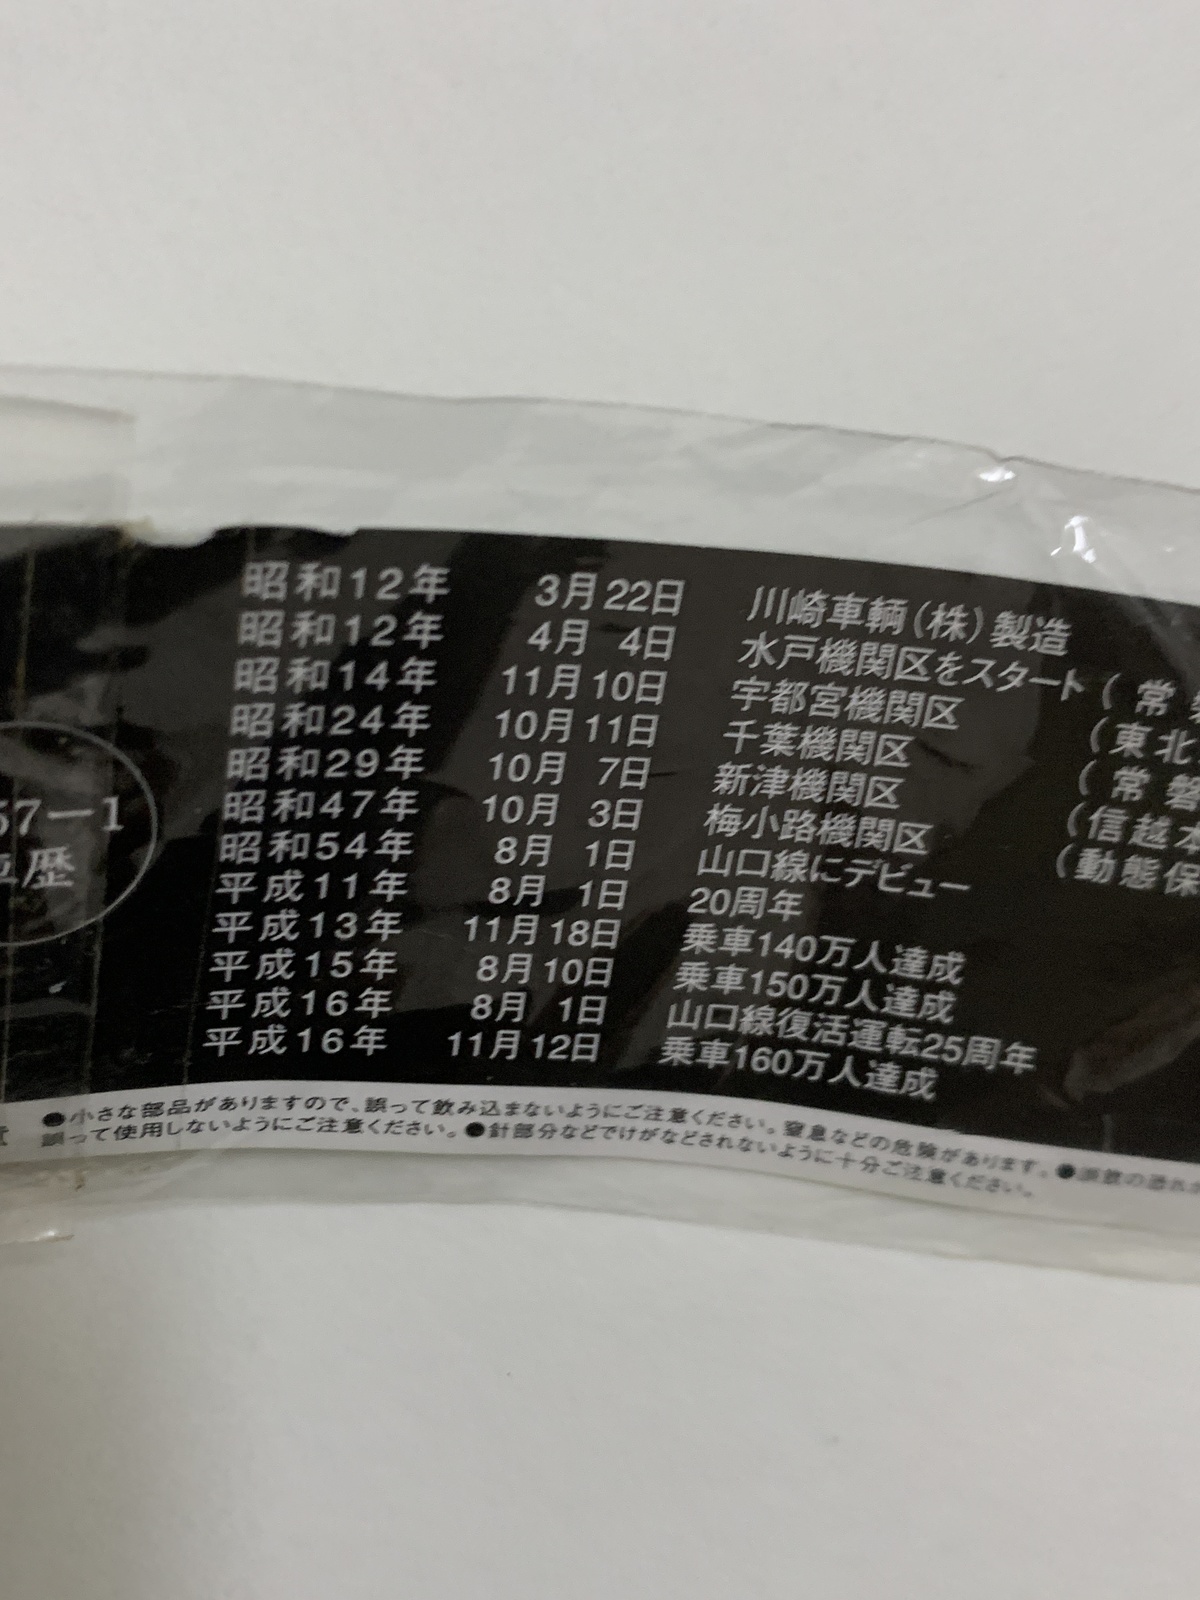 昭和12年 3月22日 川崎車輌(株)製造
昭和12年 4月 4日 水戸機関区をスタート(常
昭和14年 11月10日 宇都宮機関区 (東北
昭和24年 10月11日 千葉機関区 (常磐
昭和29年 10月 7日 新津機関区 (信越本
昭和47年 10月 3日 梅小路機関区 (動態保
昭和54年 8月 1日 山口線にデビュー
平成11年 8月 1日 20周年
平成13年 11月18日 乗車140万人達成
平成15年 8月10日 乗車150万人達成
平成16年 8月 1日 山口線復活運転25周年
平成16年 11月12日 乗車160万人達成
57-1
歴
●小さな部品がありますので、誤って飲み込まないようにご注意ください。窒息などの危険があります。●誤飲の恐れが
誤って使用しないようにご注意ください。●針部分などでけがなどされないように十分ご注意ください。